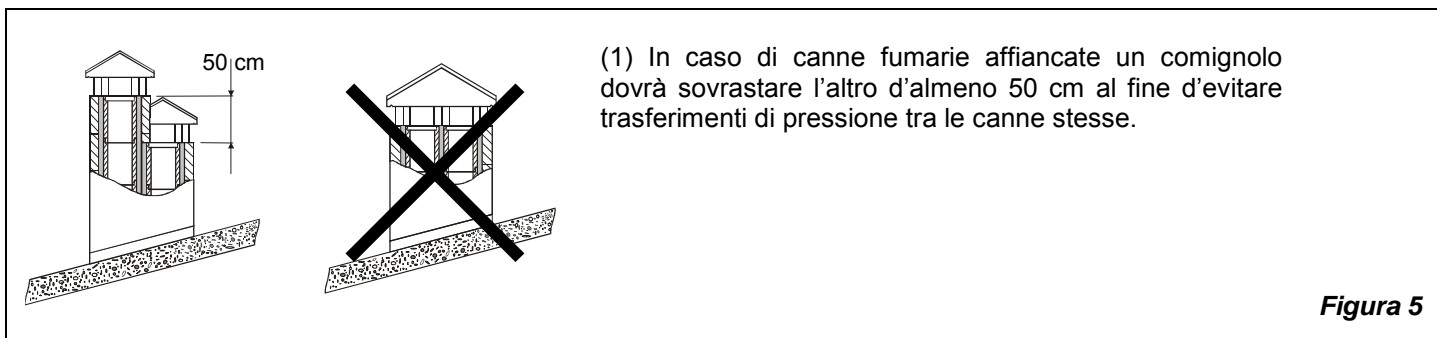 50 cm
(1) In caso di canne fumarie affiancate un comignolo
dovrà sovrastare l’altro d’almeno 50 cm al fine d’evitare
trasferimenti di pressione tra le canne stesse.
Figura 5